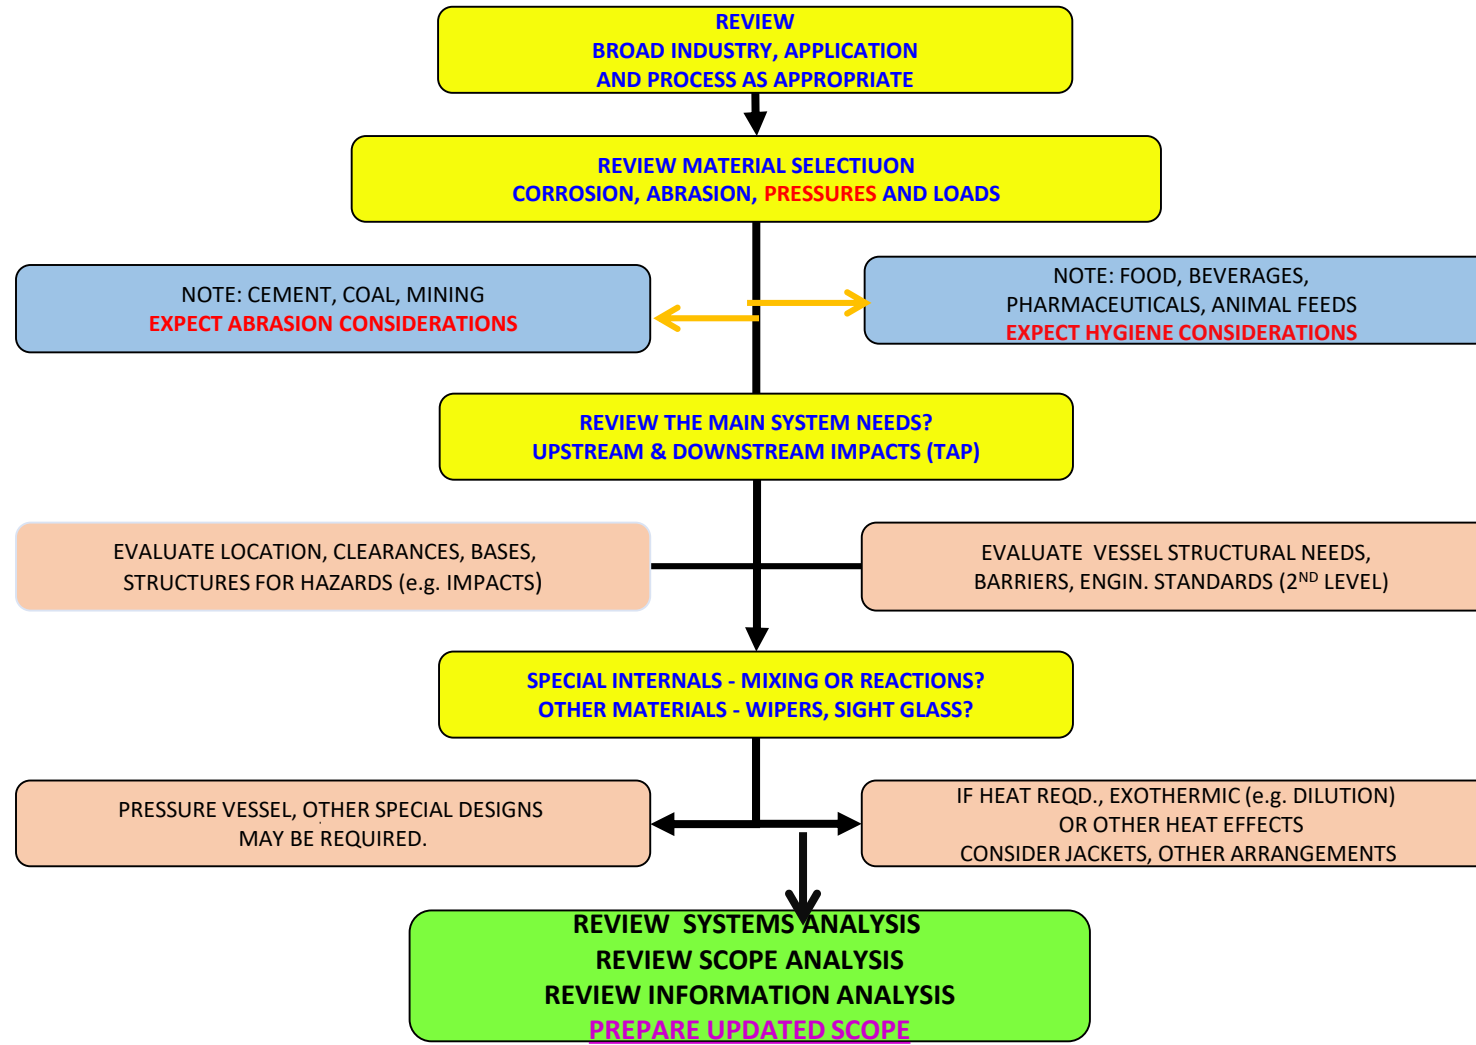 REVIEW
BROAD INDUSTRY, APPLICATION
AND PROCESS AS APPROPRIATE
REVIEW MATERIAL SELECTIUON
CORROSION, ABRASION, PRESSURES AND LOADS
NOTE: CEMENT, COAL, MINING
EXPECT ABRASION CONSIDERATIONS
NOTE: FOOD, BEVERAGES,
PHARMACEUTICALS, ANIMAL FEEDS
EXPECT HYGIENE CONSIDERATIONS
REVIEW THE MAIN SYSTEM NEEDS?
UPSTREAM & DOWNSTREAM IMPACTS (TAP)
EVALUATE LOCATION, CLEARANCES, BASES,
STRUCTURES FOR HAZARDS (e.g. IMPACTS)
EVALUATE VESSEL STRUCTURAL NEEDS,
BARRIERS, ENGIN. STANDARDS (2ND LEVEL)
SPECIAL INTERNALS - MIXING OR REACTIONS?
OTHER MATERIALS - WIPERS, SIGHT GLASS?
PRESSURE VESSEL, OTHER SPECIAL DESIGNS
MAY BE REQUIRED.
IF HEAT REQD., EXOTHERMIC (e.g. DILUTION)
OR OTHER HEAT EFFECTS
CONSIDER JACKETS, OTHER ARRANGEMENTS
REVIEW SYSTEMS ANALYSIS
REVIEW SCOPE ANALYSIS
REVIEW INFORMATION ANALYSIS
PREPARE UPDATED SCOPE